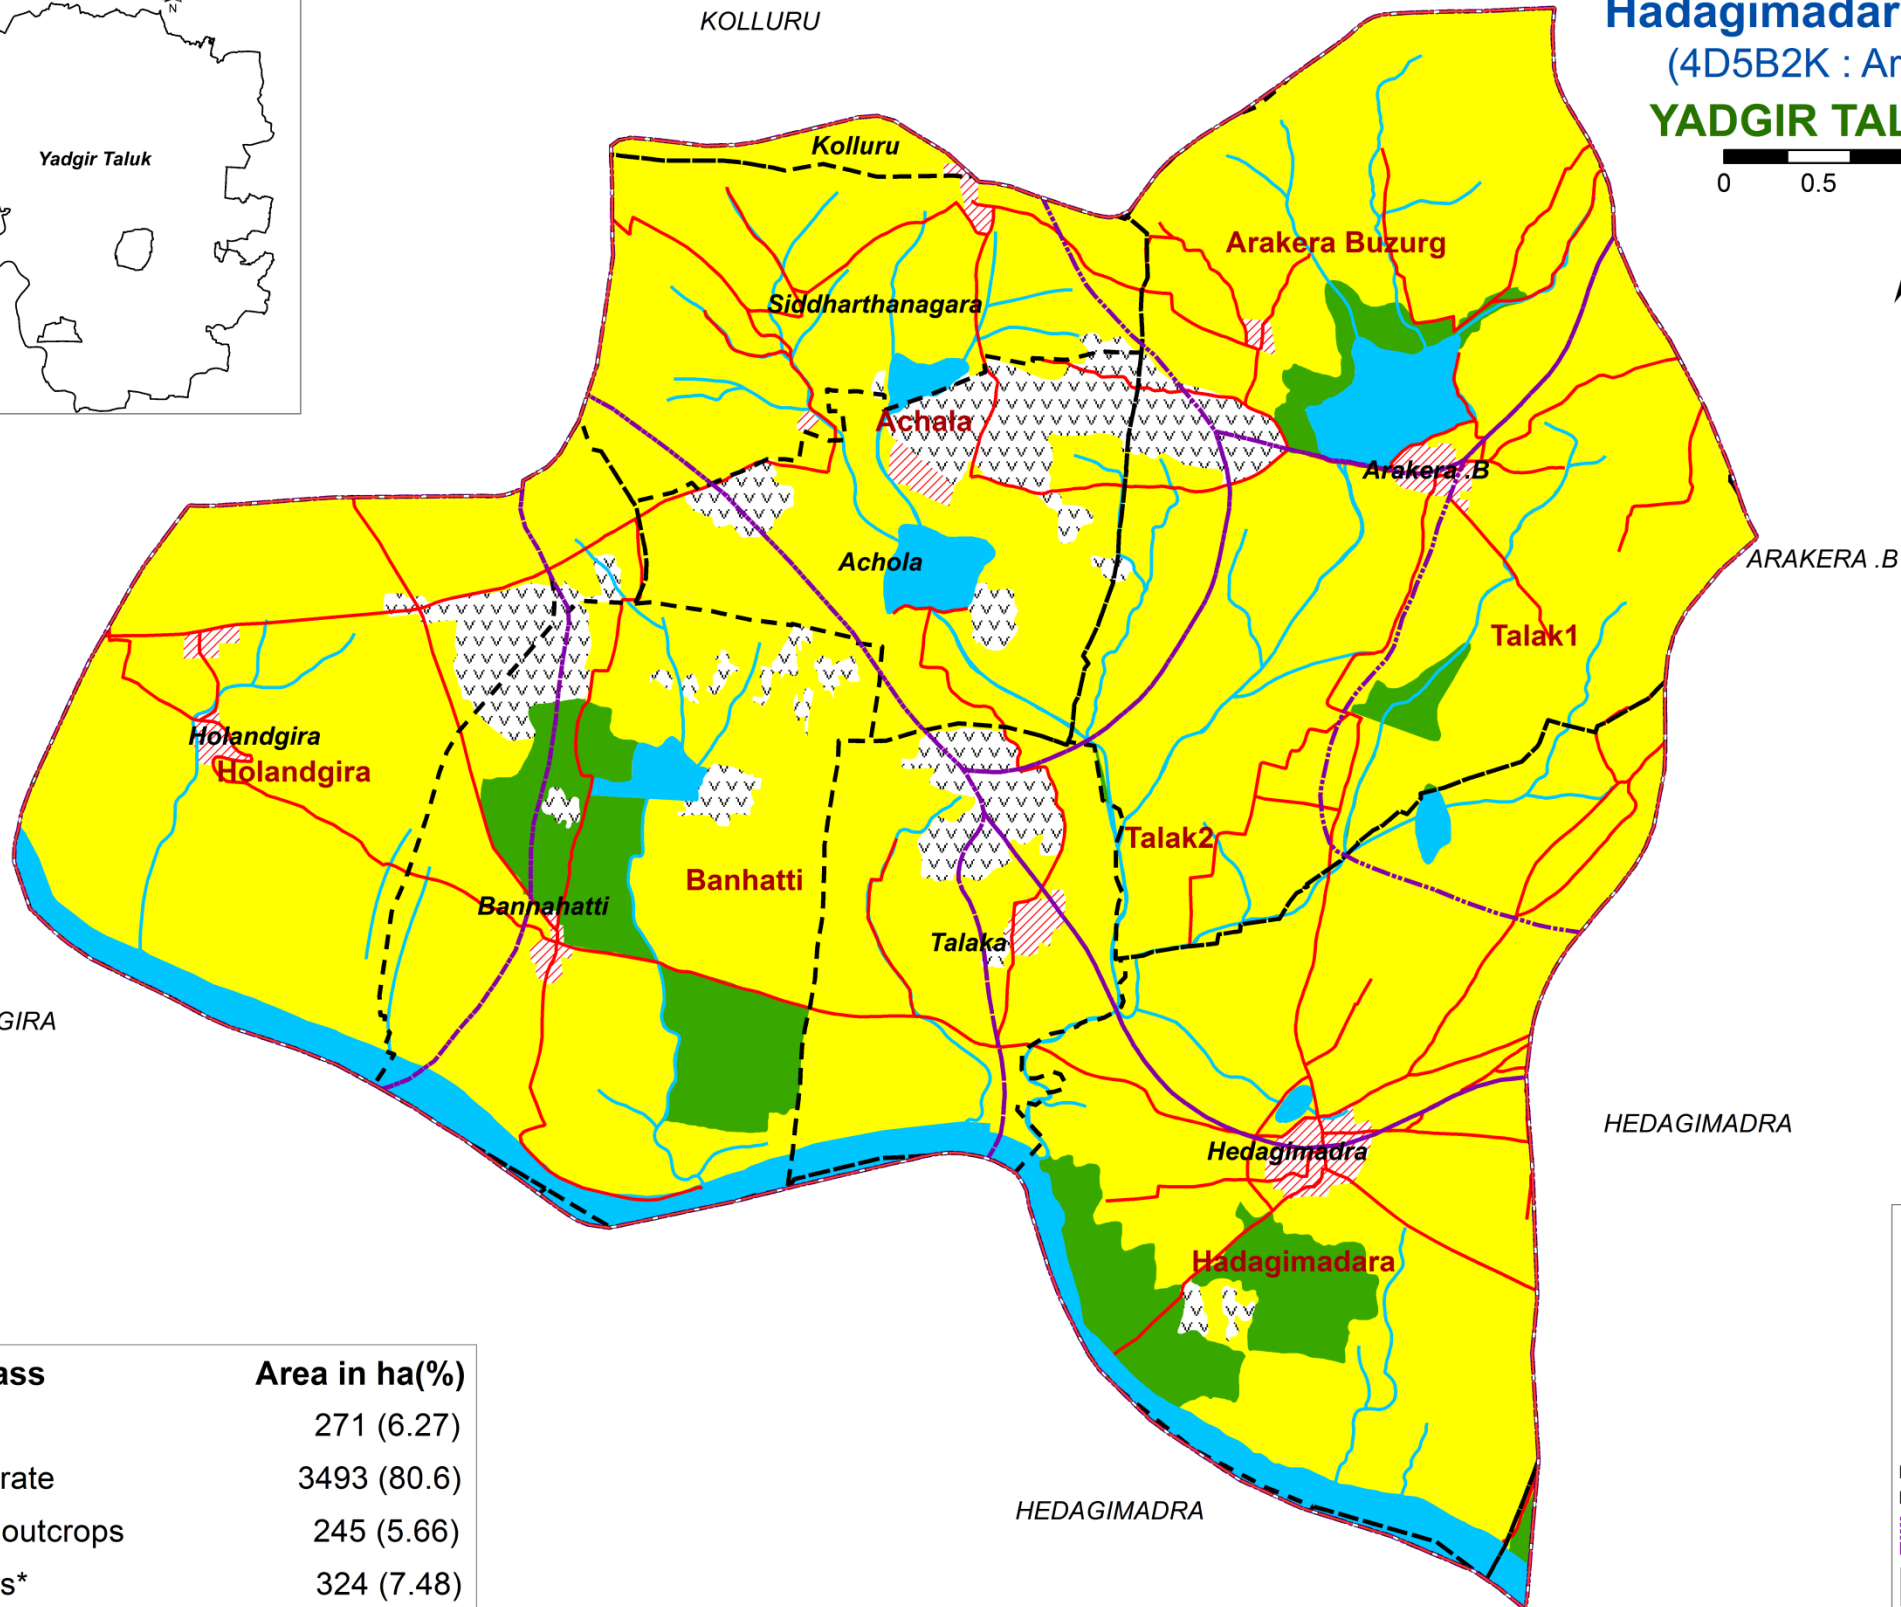 N
KOLLURU
Hadagimadar
(4D5B2K : Ar
YADGIR TAL
0 0.5
Yadgir Taluk
Kolluru
Arakera Buzurg
Siddharthanagara
Achala
Arakera .B
Achola
ARAKERA .B
Talak1
Holandgira
Holandgira
Talak2
Banhatti
Bannahatti
Talaka
GIRA
HEDAGIMADRA
Hedagimadra
Hadagimadara
HEDAGIMADRA
ass Area in ha(%)
271 (6.27)
rate 3493 (80.6)
outcrops 245 (5.66)
s* 324 (7.48)